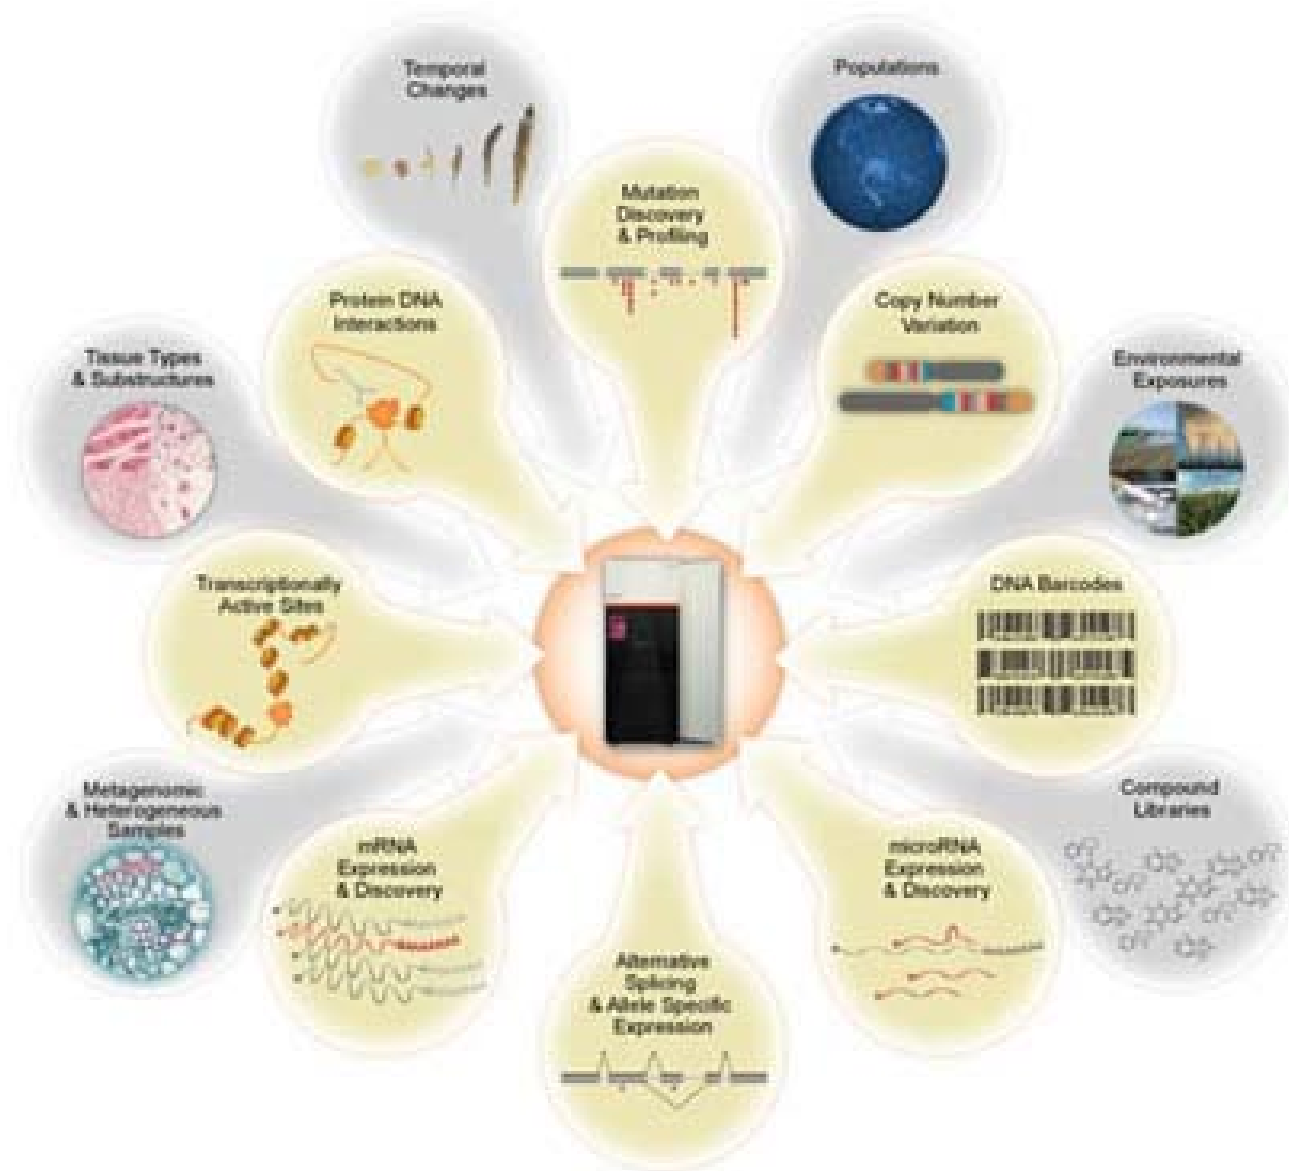 Temporal
Changes
Populations
Mutation
Discovery
& Profiling
Protein DNA
Interactions
Copy Number
Variation
Tissue Types
& Substructures
Environmental
Exposures
Transcriptionally
Active Sites
DNA Barcodes
Metagenomic
& Heterogeneous
Samples
mRNA
Expression
& Discovery
Alternative
Splicing
& Allele Specific
Expression
microRNA
Expression
& Discovery
Compound
Libraries